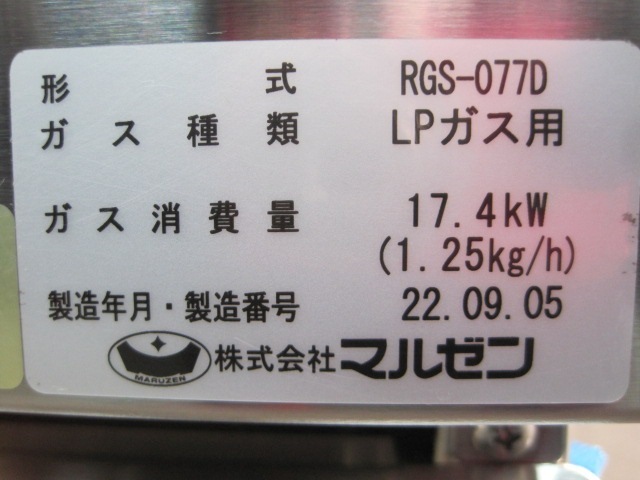 形式 RGS-077D
ガス種類 LPガス用
ガス消費量 17.4kW
(1.25kg/h)
製造年月・製造番号 22.09.05
MARUZEN 株式会社マルゼン